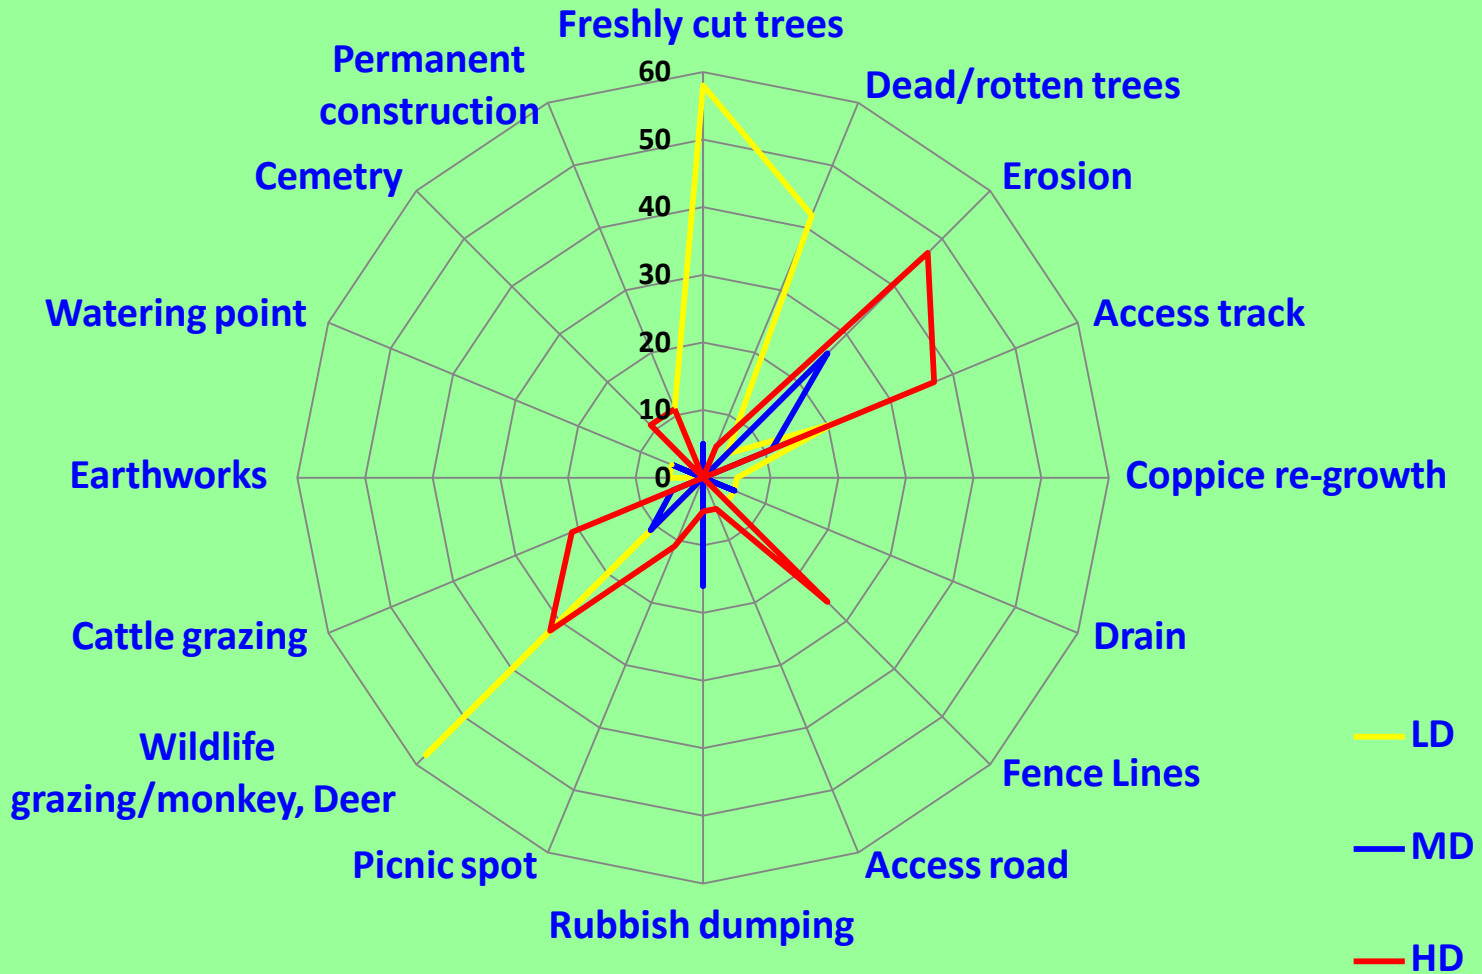 Freshly cut trees
Permanent
construction
Dead/rotten trees
Cemetry
Erosion
Watering point
Access track
Earthworks
Coppice re-growth
Cattle grazing
Drain
Wildlife
grazing/monkey, Deer
Fence Lines
Picnic spot
Access road
Rubbish dumping
60
50
40
30
20
10
0
LD
MD
HD